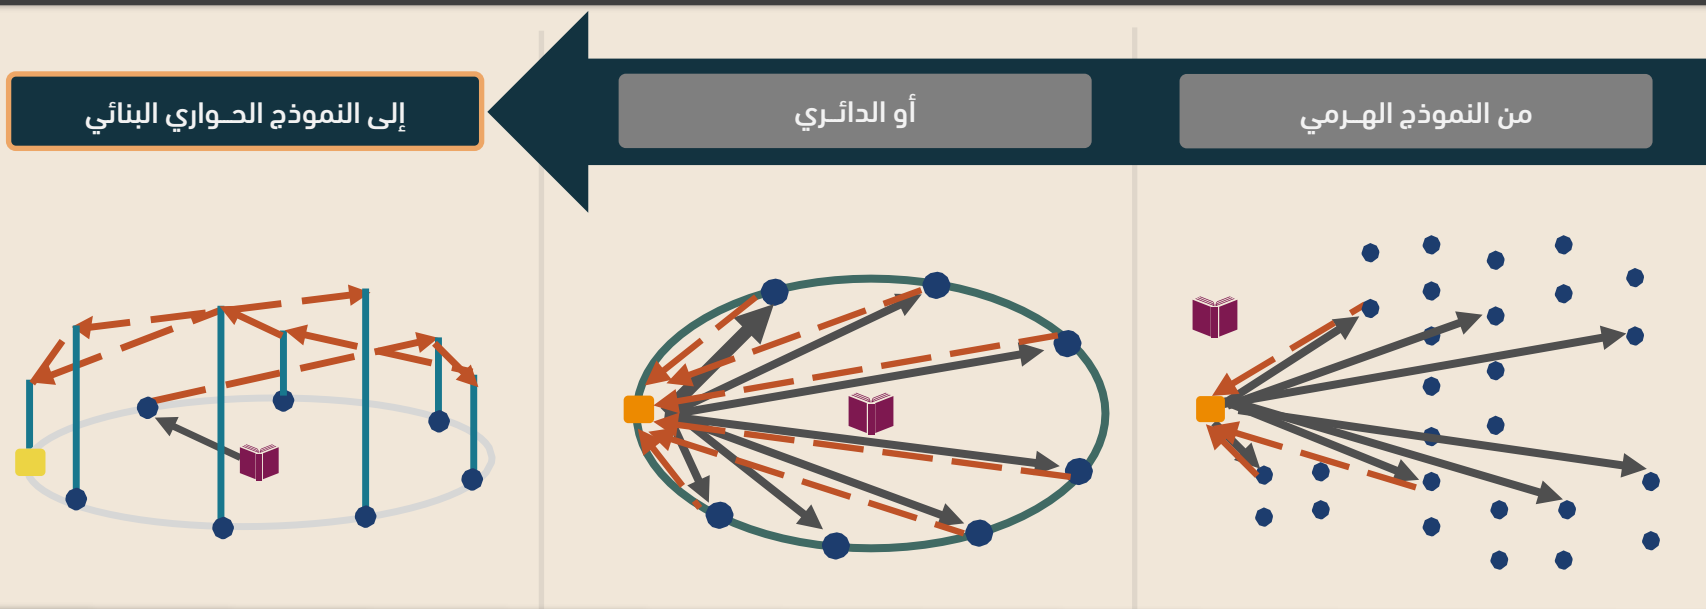 من النموذج الهـرمي
أو الدائـري
إلى النموذج الحـواري البنائي